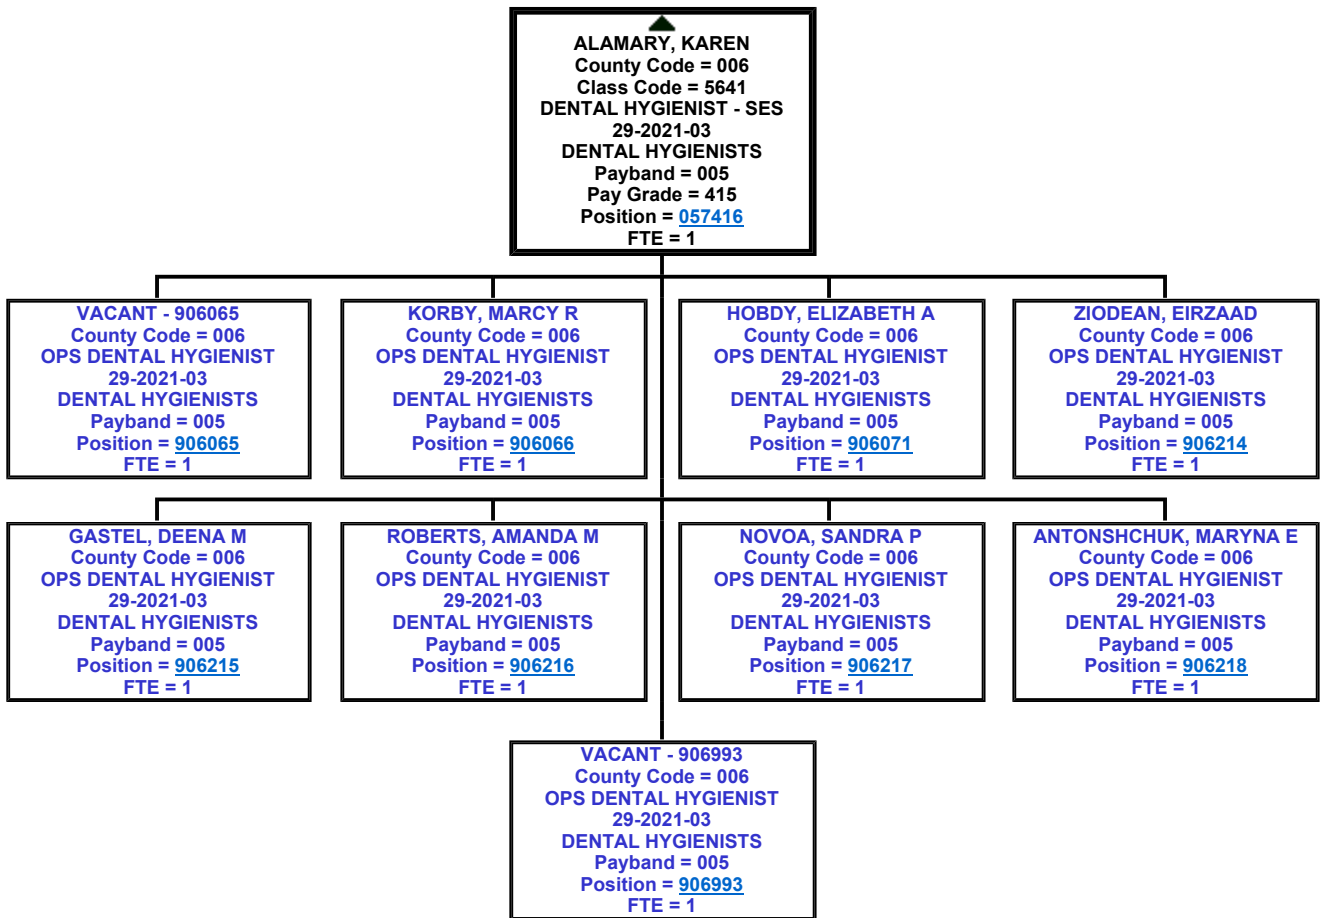 ALAMARY, KAREN
County Code = 006
Class Code = 5641
DENTAL HYGIENIST - SES
29-2021-03
DENTAL HYGIENISTS
Payband = 005
Pay Grade = 415
Position = 057416
FTE = 1
VACANT - 906065
County Code = 006
OPS DENTAL HYGIENIST
29-2021-03
DENTAL HYGIENISTS
Payband = 005
Position = 906065
FTE = 1
KORBY, MARCY R
County Code = 006
OPS DENTAL HYGIENIST
29-2021-03
DENTAL HYGIENISTS
Payband = 005
Position = 906066
FTE = 1
HOBDY, ELIZABETH A
County Code = 006
OPS DENTAL HYGIENIST
29-2021-03
DENTAL HYGIENISTS
Payband = 005
Position = 906071
FTE = 1
ZIODEAN, EIRZAAD
County Code = 006
OPS DENTAL HYGIENIST
29-2021-03
DENTAL HYGIENISTS
Payband = 005
Position = 906214
FTE = 1
GASTEL, DEENA M
County Code = 006
OPS DENTAL HYGIENIST
29-2021-03
DENTAL HYGIENISTS
Payband = 005
Position = 906215
FTE = 1
ROBERTS, AMANDA M
County Code = 006
OPS DENTAL HYGIENIST
29-2021-03
DENTAL HYGIENISTS
Payband = 005
Position = 906216
FTE = 1
NOVOA, SANDRA P
County Code = 006
OPS DENTAL HYGIENIST
29-2021-03
DENTAL HYGIENISTS
Payband = 005
Position = 906217
FTE = 1
ANTONSHCHUK, MARYNA E
County Code = 006
OPS DENTAL HYGIENIST
29-2021-03
DENTAL HYGIENISTS
Payband = 005
Position = 906218
FTE = 1
VACANT - 906993
County Code = 006
OPS DENTAL HYGIENIST
29-2021-03
DENTAL HYGIENISTS
Payband = 005
Position = 906993
FTE = 1